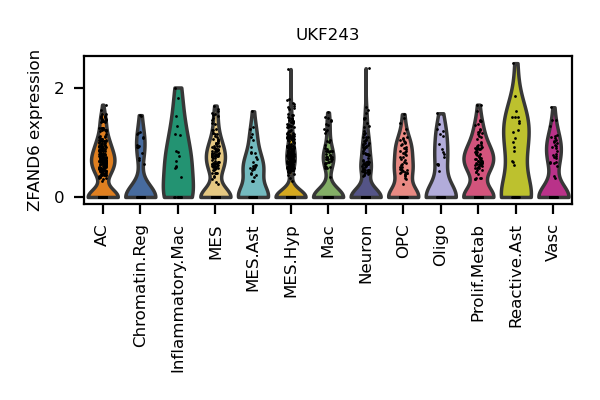 UKF243
ZFAND6 expression
2
0
AC
Chromatin.Reg
Inflammatory.Mac
MES
MES.Ast
MES.Hyp
Mac
Neuron
OPC
Oligo
Prolif.Metab
Reactive.Ast
Vasc